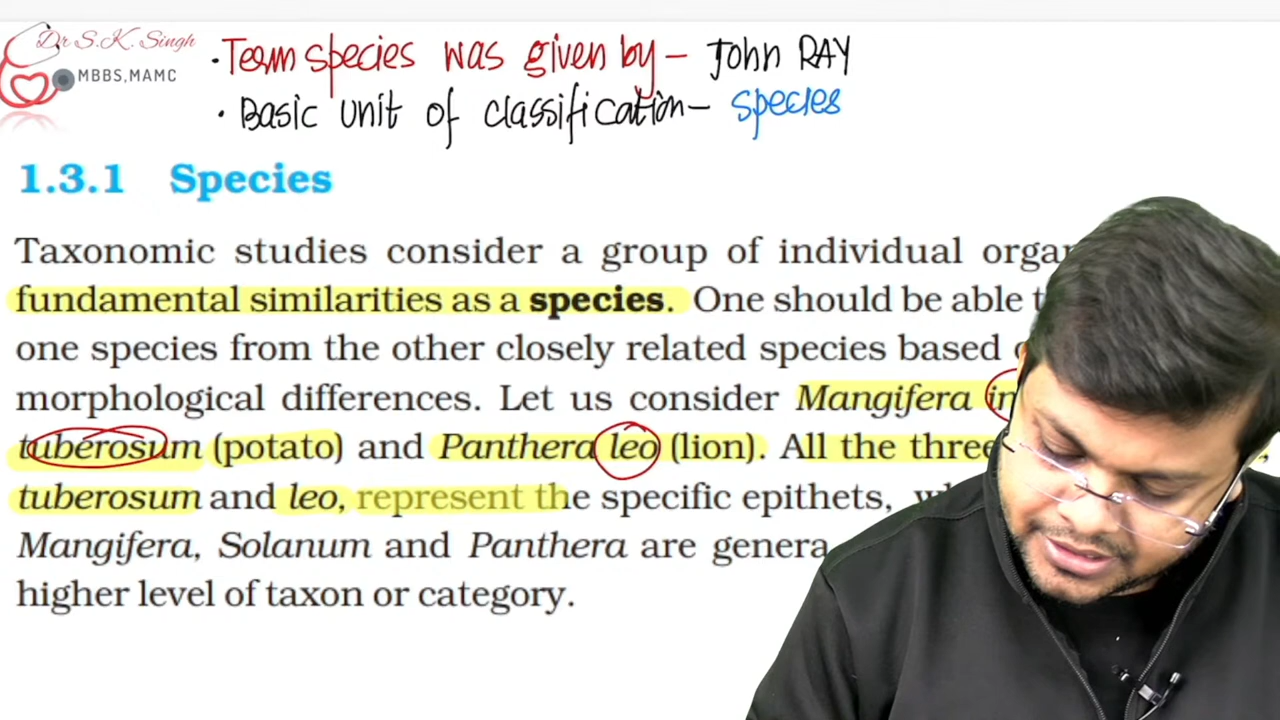 Dr S.K. Singh
MBBS,MAMC
• Term species was given by – John RAY
• Basic unit of classification – species
1.3.1 Species
Taxonomic studies consider a group of individual
fundamental similarities as a species. One should be able
one species from the other closely related species based
morphological differences. Let us consider Mangifera
tuberosum (potato) and Panthera leo (lion). All the three
tuberosum and leo, represent the specific epithets,
Mangifera, Solanum and Panthera are genera
higher level of taxon or category.